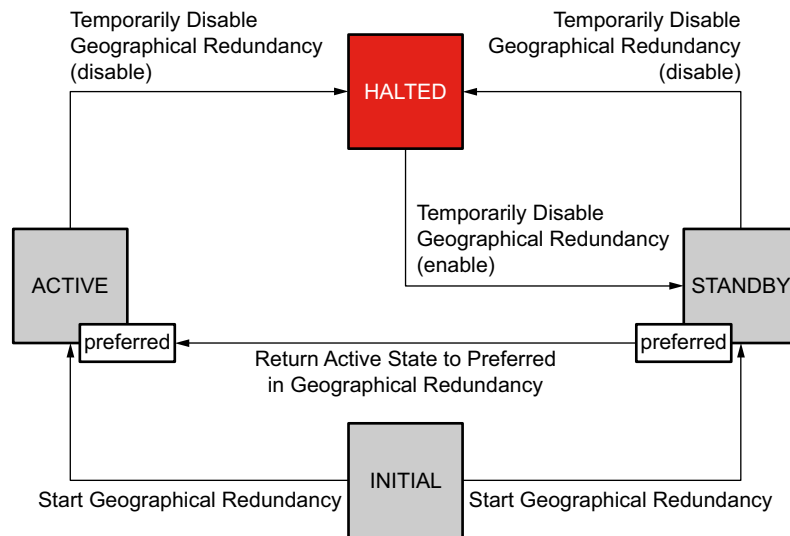 Temporarily Disable
Geographical Redundancy
(disable)
Temporarily Disable
Geographical Redundancy
(disable)
HALTED
Temporarily Disable
Geographical Redundancy
(enable)
ACTIVE
STANDBY
preferred
preferred
Return Active State to Preferred
in Geographical Redundancy
INITIAL
Start Geographical Redundancy
Start Geographical Redundancy